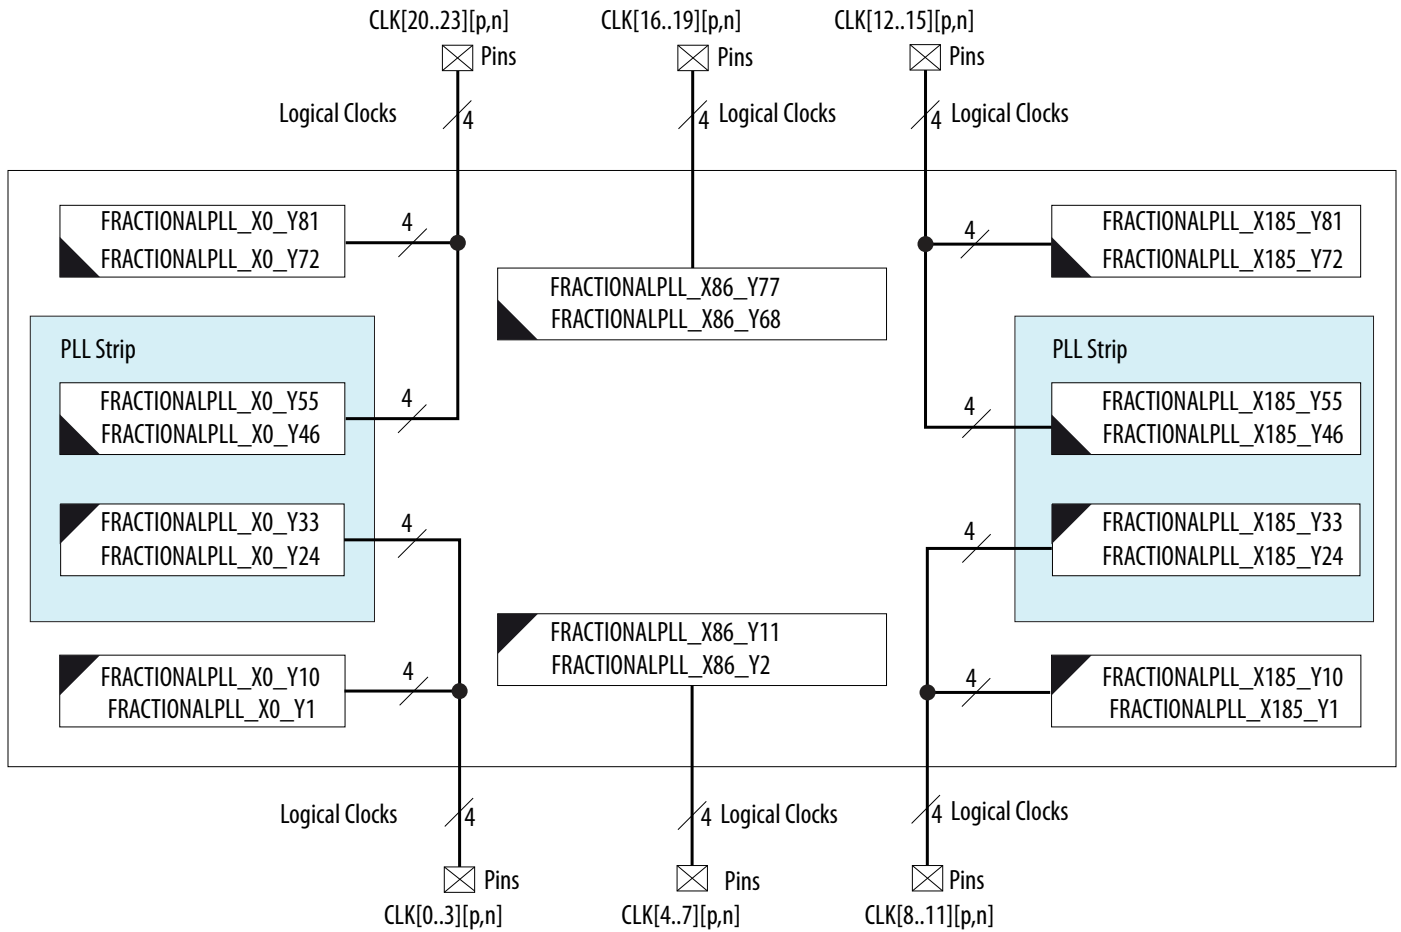 CLK[20..23][p,n]
CLK[16..19][p,n]
CLK[12..15][p,n]
Pins
Pins
Pins
Logical Clocks
4
4
Logical Clocks
4
Logical Clocks
FRACTIONALPLL_X0_Y81
FRACTIONALPLL_X0_Y72
4
4
FRACTIONALPLL_X185_Y81
FRACTIONALPLL_X185_Y72
FRACTIONALPLL_X86_Y77
FRACTIONALPLL_X86_Y68
PLL Strip
PLL Strip
FRACTIONALPLL_X0_Y55
FRACTIONALPLL_X0_Y46
4
4
FRACTIONALPLL_X185_Y55
FRACTIONALPLL_X185_Y46
FRACTIONALPLL_X0_Y33
FRACTIONALPLL_X0_Y24
4
4
FRACTIONALPLL_X185_Y33
FRACTIONALPLL_X185_Y24
FRACTIONALPLL_X86_Y11
FRACTIONALPLL_X86_Y2
FRACTIONALPLL_X0_Y10
FRACTIONALPLL_X0_Y1
4
4
FRACTIONALPLL_X185_Y10
FRACTIONALPLL_X185_Y1
Logical Clocks
4
4
Logical Clocks
4
Logical Clocks
Pins
Pins
Pins
CLK[0..3][p,n]
CLK[4..7][p,n]
CLK[8..11][p,n]